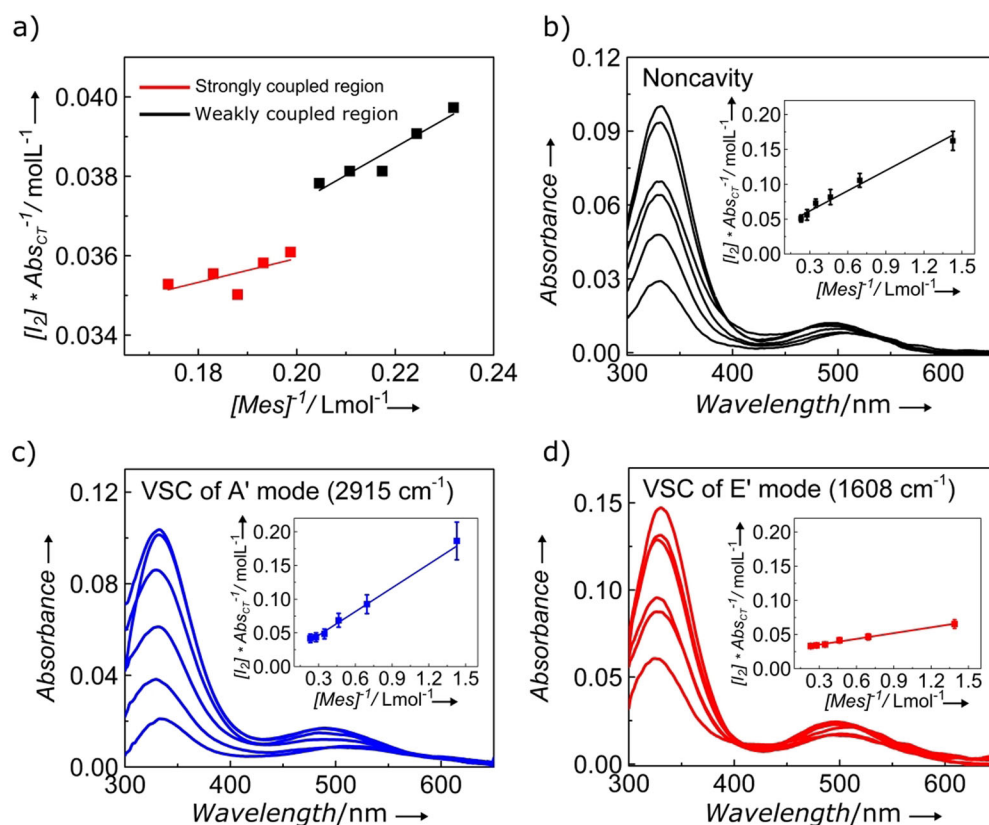 a)
Strongly coupled region
Weakly coupled region
[I2] * AbsCT-1/ molL-1
0.040
0.038
0.036
0.034
0.18
0.20
0.22
0.24
[Mes]-1/ Lmol-1
b)
Noncavity
Absorbance
0.12
0.09
0.06
0.03
0.00
300
400
500
600
Wavelength/nm
[I2] * AbsCT-1/ molL-1
0.20
0.15
0.10
0.05
0.00
0.3
0.6
0.9
1.2
1.5
[Mes]-1/ Lmol-1
c)
VSC of A' mode (2915 cm-1)
Absorbance
0.12
0.08
0.04
0.00
300
400
500
600
Wavelength/nm
[I2] * AbsCT-1/ molL-1
0.20
0.15
0.10
0.05
0.00
0.3
0.6
0.9
1.2
1.5
[Mes]-1/ Lmol-1
d)
VSC of E' mode (1608 cm-1)
Absorbance
0.15
0.10
0.05
0.00
300
400
500
600
Wavelength/nm
[I2] * AbsCT-1/ molL-1
0.20
0.15
0.10
0.05
0.00
0.3
0.6
0.9
1.2
1.5
[Mes]-1/ Lmol-1